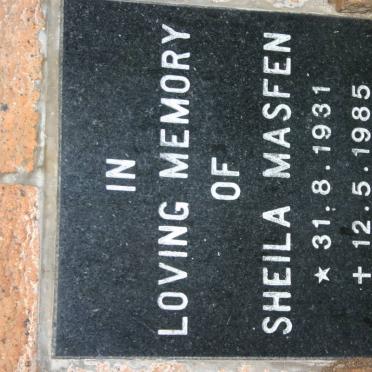 IN
LOVING MEMORY
OF
SHEILA MASFEN
★ 31.8.1931
+ 12.5.1985